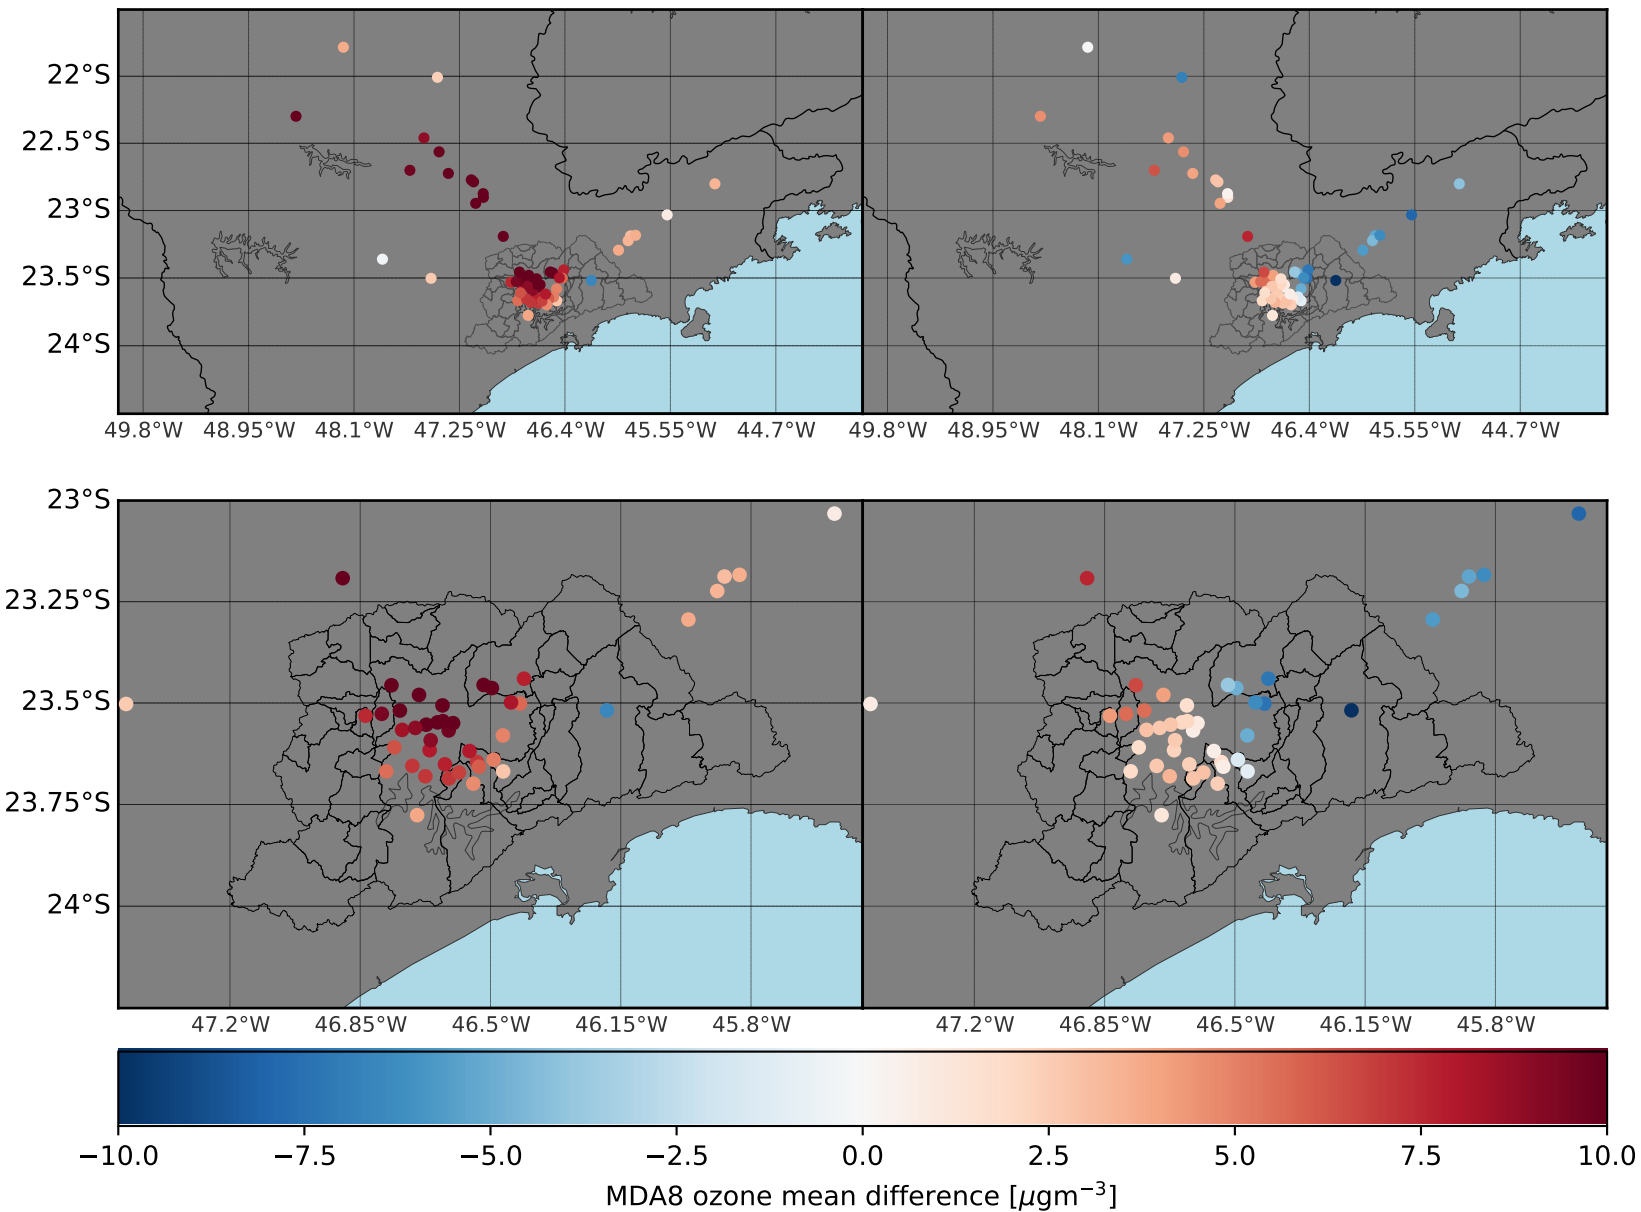 22°S
22.5°S
23°S
23.5°S
24°S
49.8°W 48.95°W 48.1°W 47.25°W 46.4°W 45.55°W 44.7°W 49.8°W 48.95°W 48.1°W 47.25°W 46.4°W 45.55°W 44.7°W
23°S
23.25°S
23.5°S
23.75°S
24°S
47.2°W 46.85°W 46.5°W 46.15°W 45.8°W 47.2°W 46.85°W 46.5°W 46.15°W 45.8°W
−10.0 −7.5 −5.0 −2.5 0.0 2.5 5.0 7.5 10.0
MDA8 ozone mean difference [μgm⁻³]